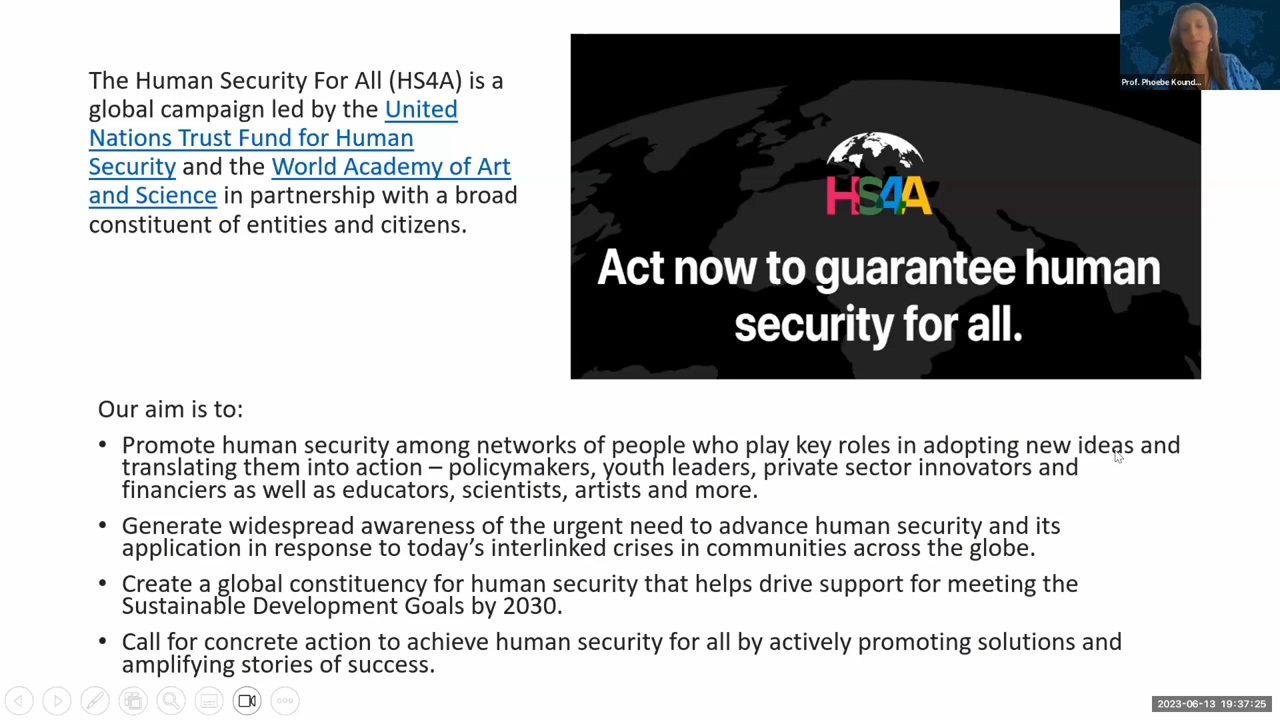 The Human Security For All (HS4A) is a
global campaign led by the United
Nations Trust Fund for Human
Security and the World Academy of Art
and Science in partnership with a broad
constituent of entities and citizens.
HS4A
Act now to guarantee human
security for all.
Prof. Phoebe Kound...
Our aim is to:
• Promote human security among networks of people who play key roles in adopting new ideas and
translating them into action – policymakers, youth leaders, private sector innovators and
financiers as well as educators, scientists, artists and more.
• Generate widespread awareness of the urgent need to advance human security and its
application in response to today’s interlinked crises in communities across the globe.
• Create a global constituency for human security that helps drive support for meeting the
Sustainable Development Goals by 2030.
• Call for concrete action to achieve human security for all by actively promoting solutions and
amplifying stories of success.
2023-06-13 19:37:25